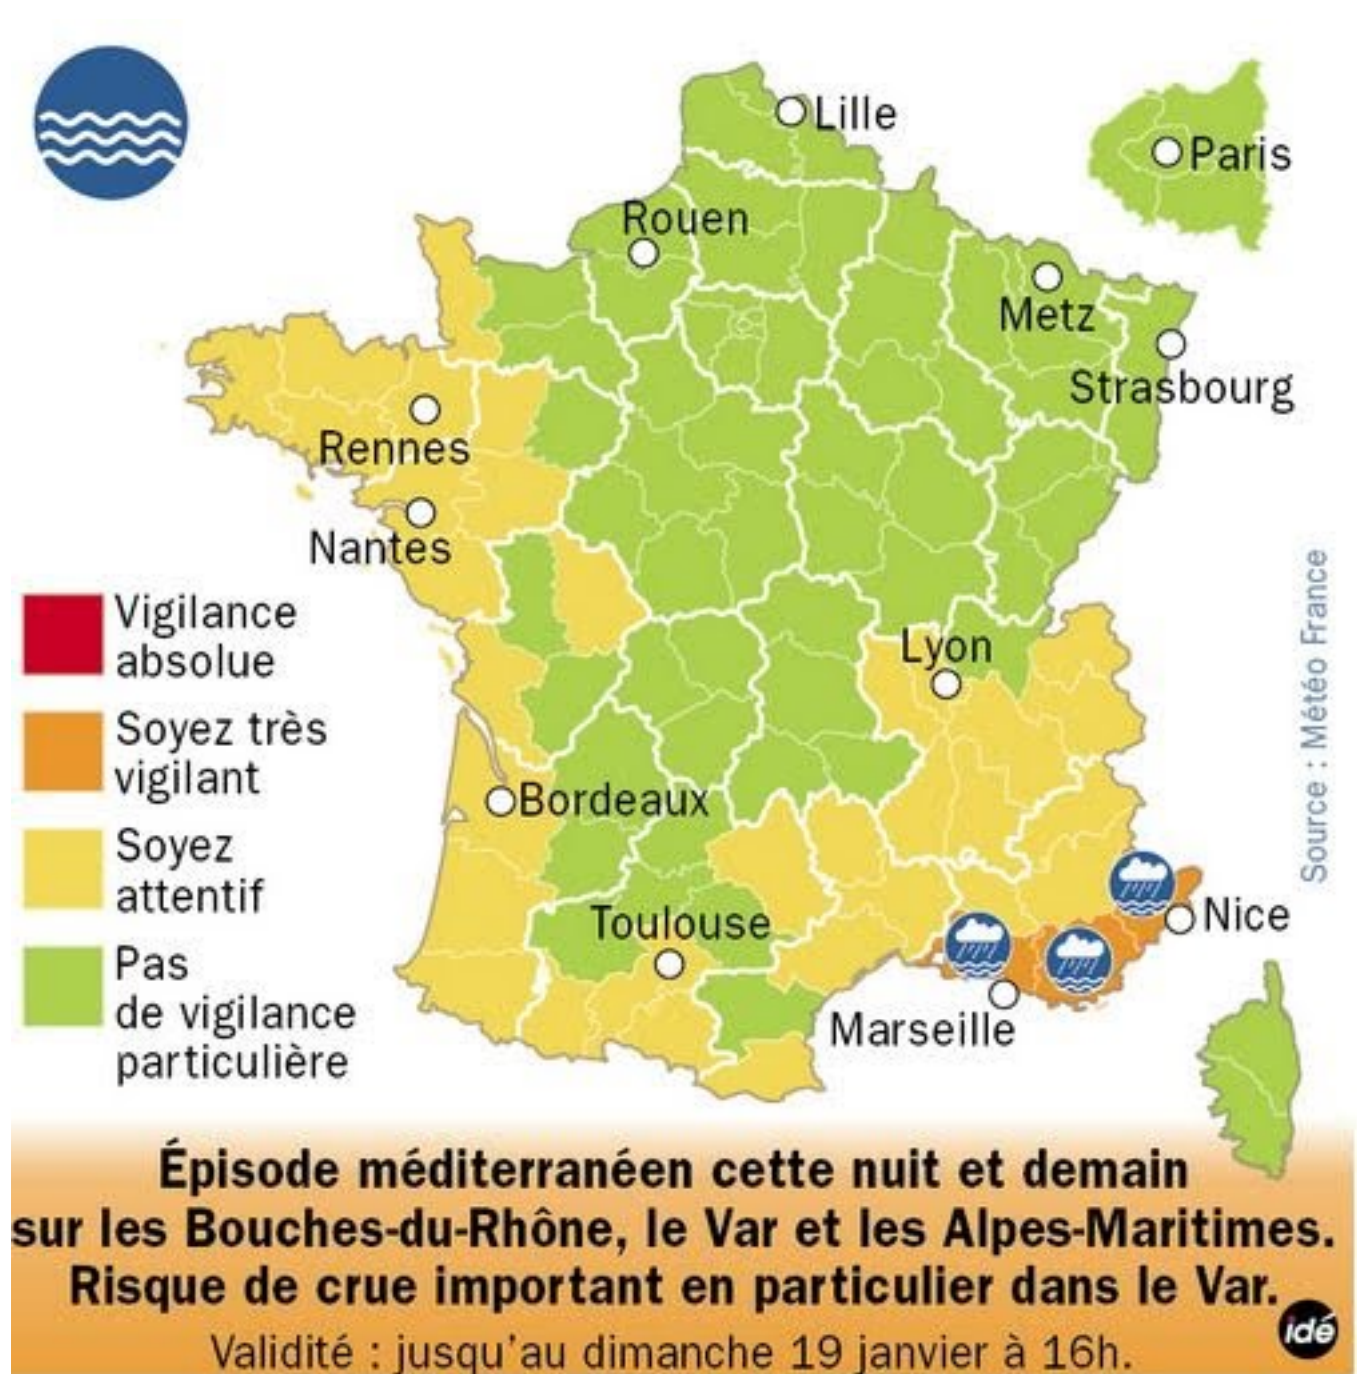 Lille
Paris
Rouen
Metz
Strasbourg
Rennes
Nantes
Vigilance
absolue
Lyon
Soyez très
vigilant
Bordeaux
Soyez
attentif
Toulouse
Nice
Marseille
Pas
de vigilance
particulière
Source : Météo France
Épisode méditerranéen cette nuit et demain
sur les Bouches-du-Rhône, le Var et les Alpes-Maritimes.
Risque de crue important en particulier dans le Var.
idé
Validité : jusqu'au dimanche 19 janvier à 16h.